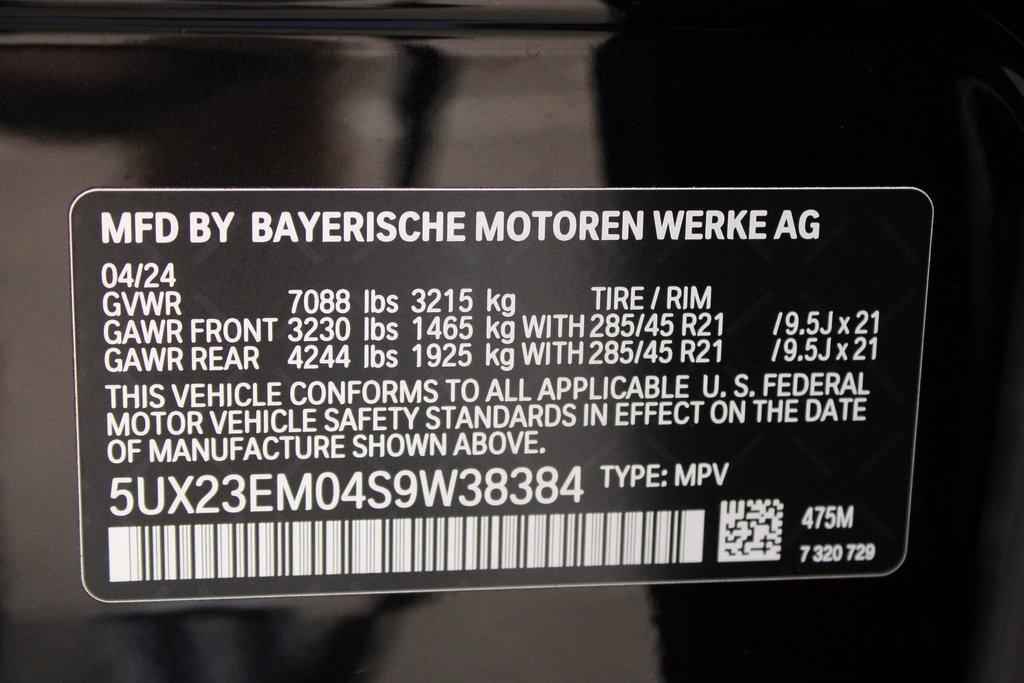 MFD BY BAYERISCHE MOTOREN WERKE AG
04/24
GVWR 7088 lbs 3215 kg TIRE / RIM
GAWR FRONT 3230 lbs 1465 kg WITH 285/45 R21 /9.5J x 21
GAWR REAR 4244 lbs 1925 kg WITH 285/45 R21 /9.5J x 21
THIS VEHICLE CONFORMS TO ALL APPLICABLE U. S. FEDERAL
MOTOR VEHICLE SAFETY STANDARDS IN EFFECT ON THE DATE
OF MANUFACTURE SHOWN ABOVE.
5UX23EM04S9W38384 TYPE: MPV
475M
7 320 729